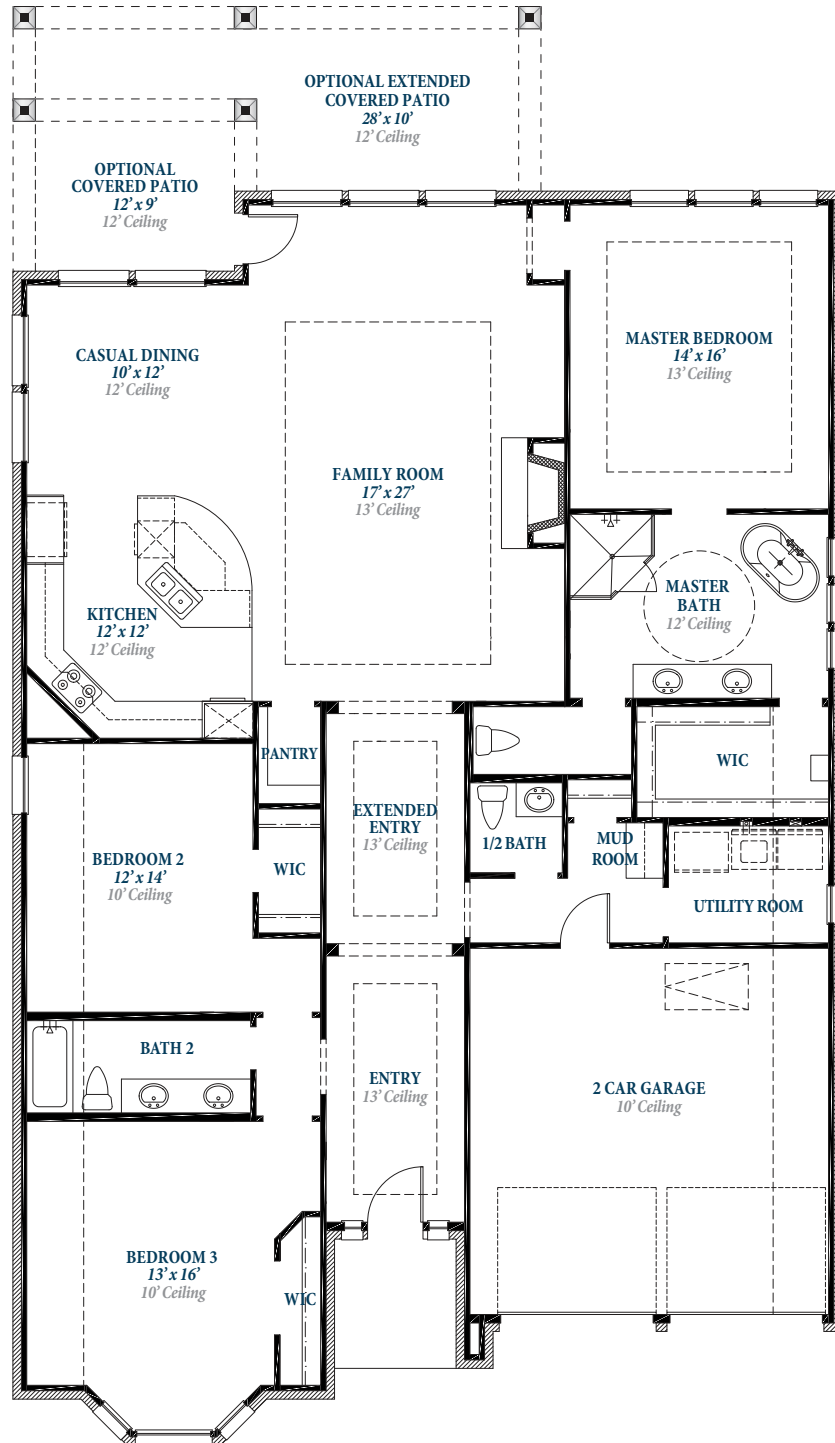 OPTIONAL EXTENDED
COVERED PATIO
28' x 10'
12' Ceiling
OPTIONAL
COVERED PATIO
12' x 9'
12' Ceiling
CASUAL DINING
10' x 12'
12' Ceiling
MASTER BEDROOM
14' x 16'
13' Ceiling
FAMILY ROOM
17' x 27'
13' Ceiling
KITCHEN
12' x 12'
12' Ceiling
MASTER
BATH
12' Ceiling
PANTRY
WIC
EXTENDED
ENTRY
13' Ceiling
1/2 BATH
MUD
ROOM
BEDROOM 2
12' x 14'
10' Ceiling
WIC
UTILITY ROOM
BATH 2
ENTRY
13' Ceiling
2 CAR GARAGE
10' Ceiling
BEDROOM 3
13' x 16'
10' Ceiling
WIC